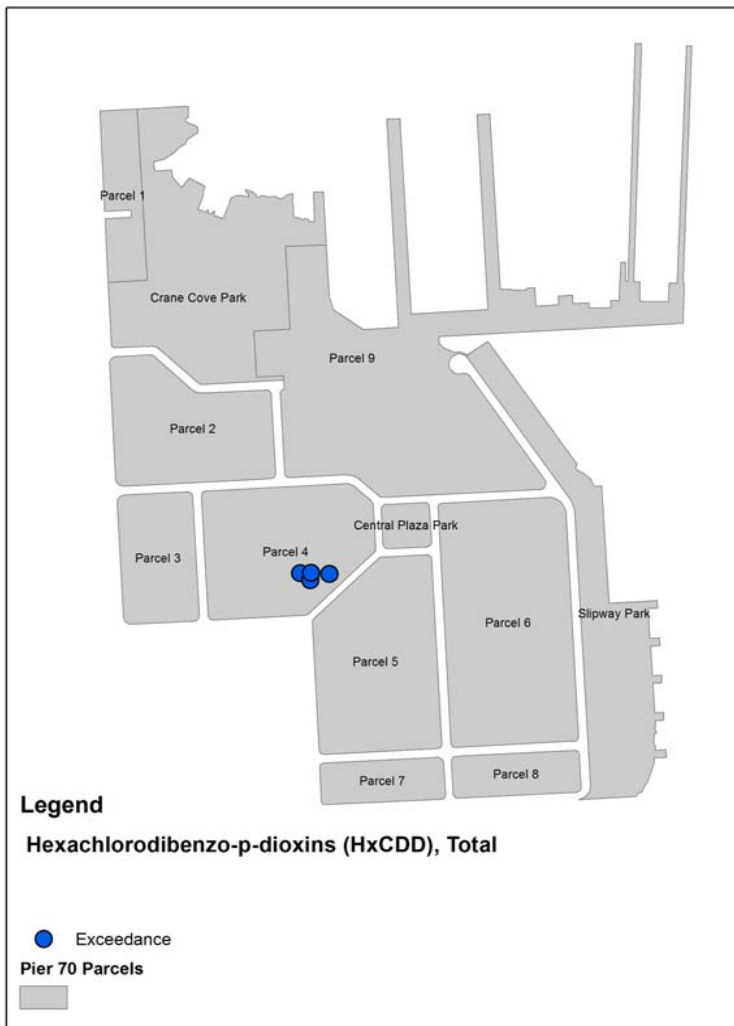 Parcel 1
Crane Cove Park
Parcel 9
Parcel 2
Central Plaza Park
Parcel 3
Parcel 4
Slipway Park
Parcel 6
Parcel 5
Parcel 7
Parcel 8
Legend
Hexachlorodibenzo-p-dioxins (HxCDD), Total
Exceedance
Pier 70 Parcels